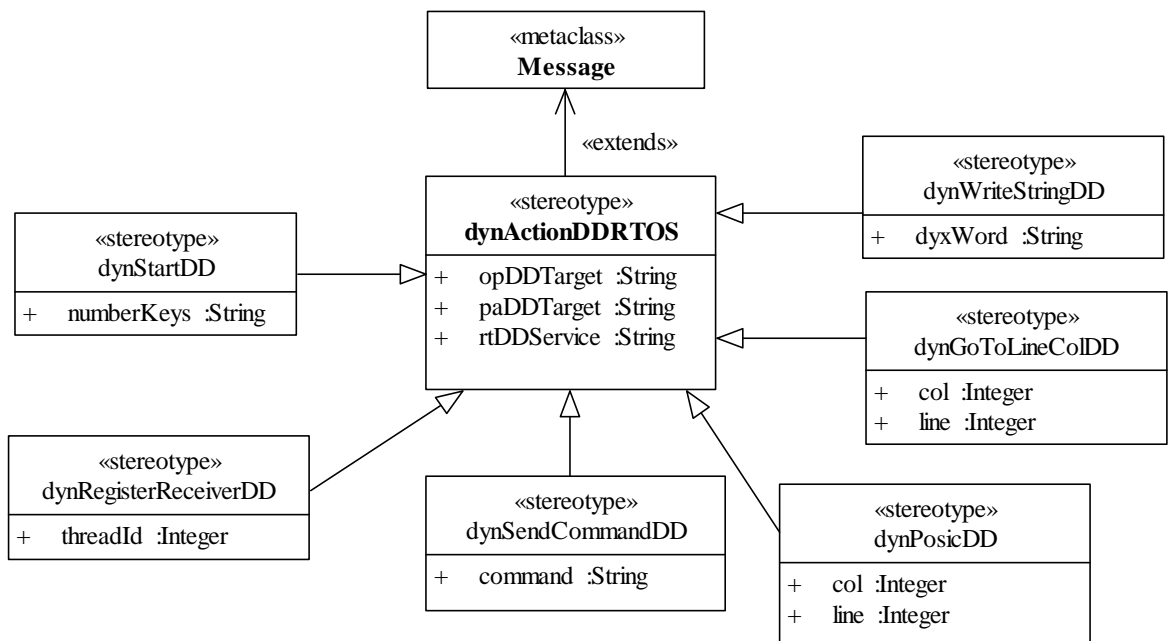 «metaclass»
Message
«extends»
«stereotype»
dynActionDDRTOS
+ opDDTarget :String
+ paDDTarget :String
+ rtDDService :String
«stereotype»
dynWriteStringDD
+ dyxWord :String
«stereotype»
dynStartDD
+ numberKeys :String
«stereotype»
dynGoToLineColDD
+ col :Integer
+ line :Integer
«stereotype»
dynRegisterReceiverDD
+ threadId :Integer
«stereotype»
dynSendCommandDD
+ command :String
«stereotype»
dynPosicDD
+ col :Integer
+ line :Integer